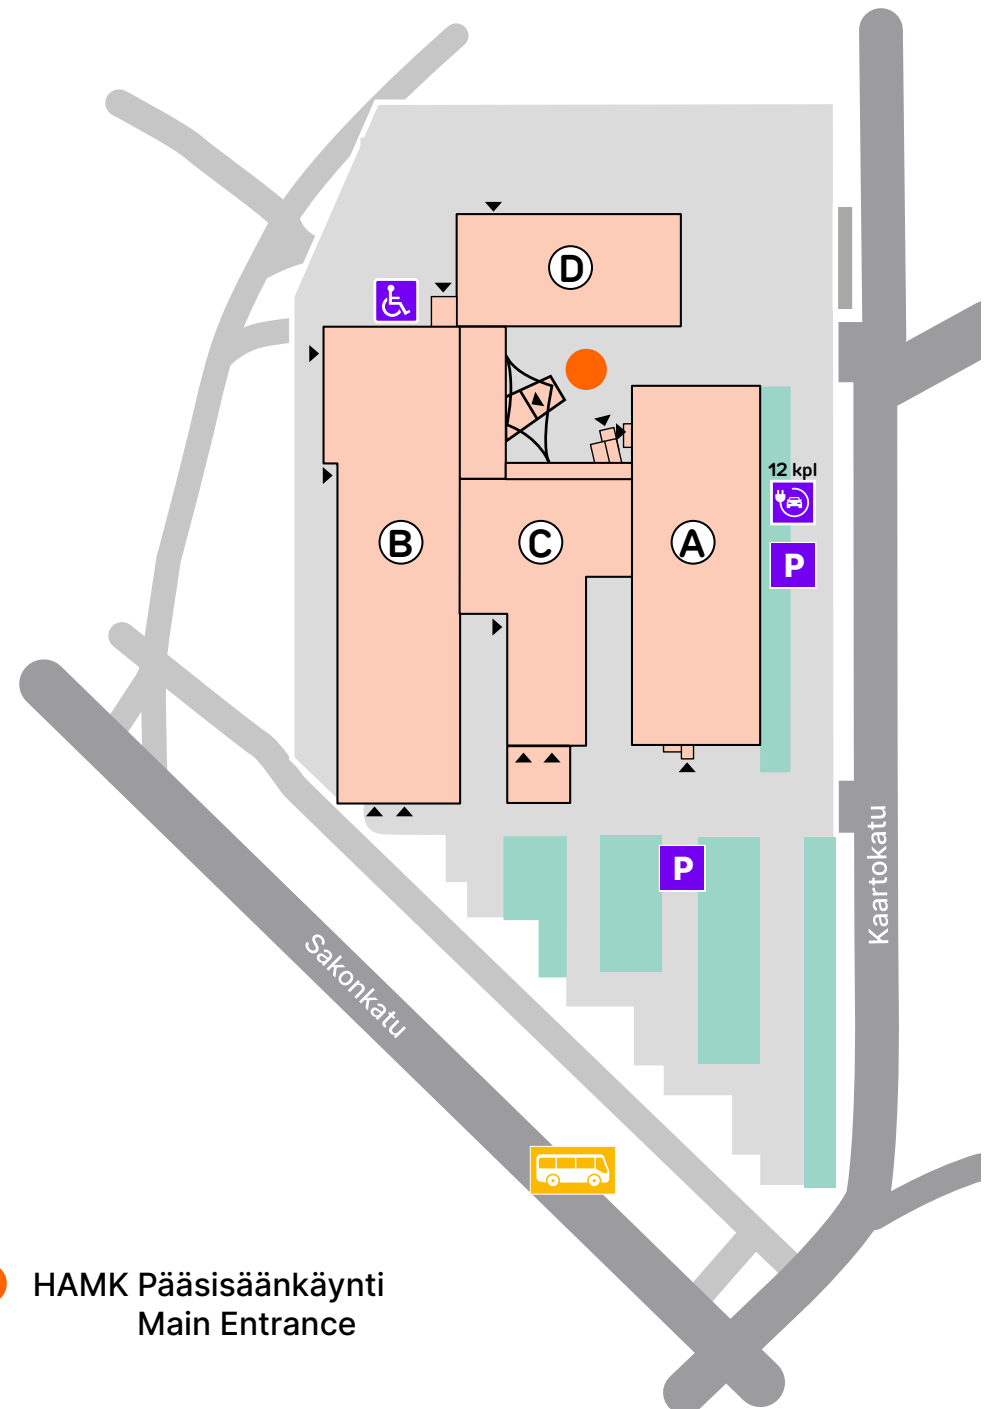 D
12 kpl
B
C
A
P
P
Kaartokatu
Sakonkatu
HAMK Pääsisäänkäynti
Main Entrance